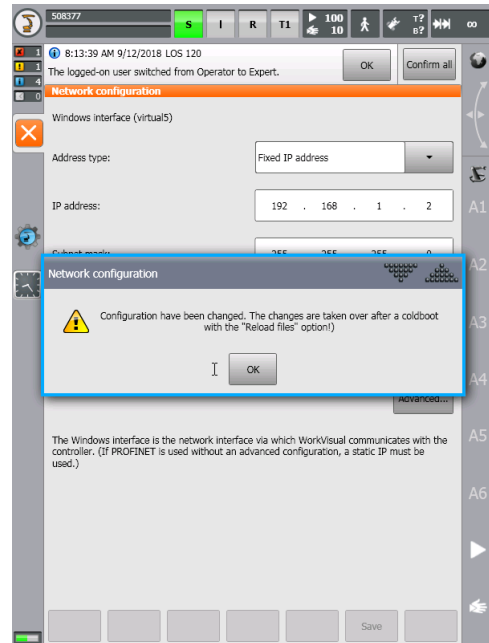 508377
S
I
R
T1
100
10
T?
B?
∞
1
1
4
0
8:13:39 AM 9/12/2018 LOS 120
The logged-on user switched from Operator to Expert.
OK
Confirm all
Network configuration
Windows interface (virtual5)
Address type:
Fixed IP address
IP address:
192 . 168 . 1 . 2
Subnet mask:
255 255 255 0
Network configuration
Configuration have been changed. The changes are taken over after a coldboot
with the "Reload files" option!)
OK
Advanced...
The Windows interface is the network interface via which WorkVisual communicates with the
controller. (If PROFINET is used without an advanced configuration, a static IP must be
used.)
Save
A1
A2
A3
A4
A5
A6